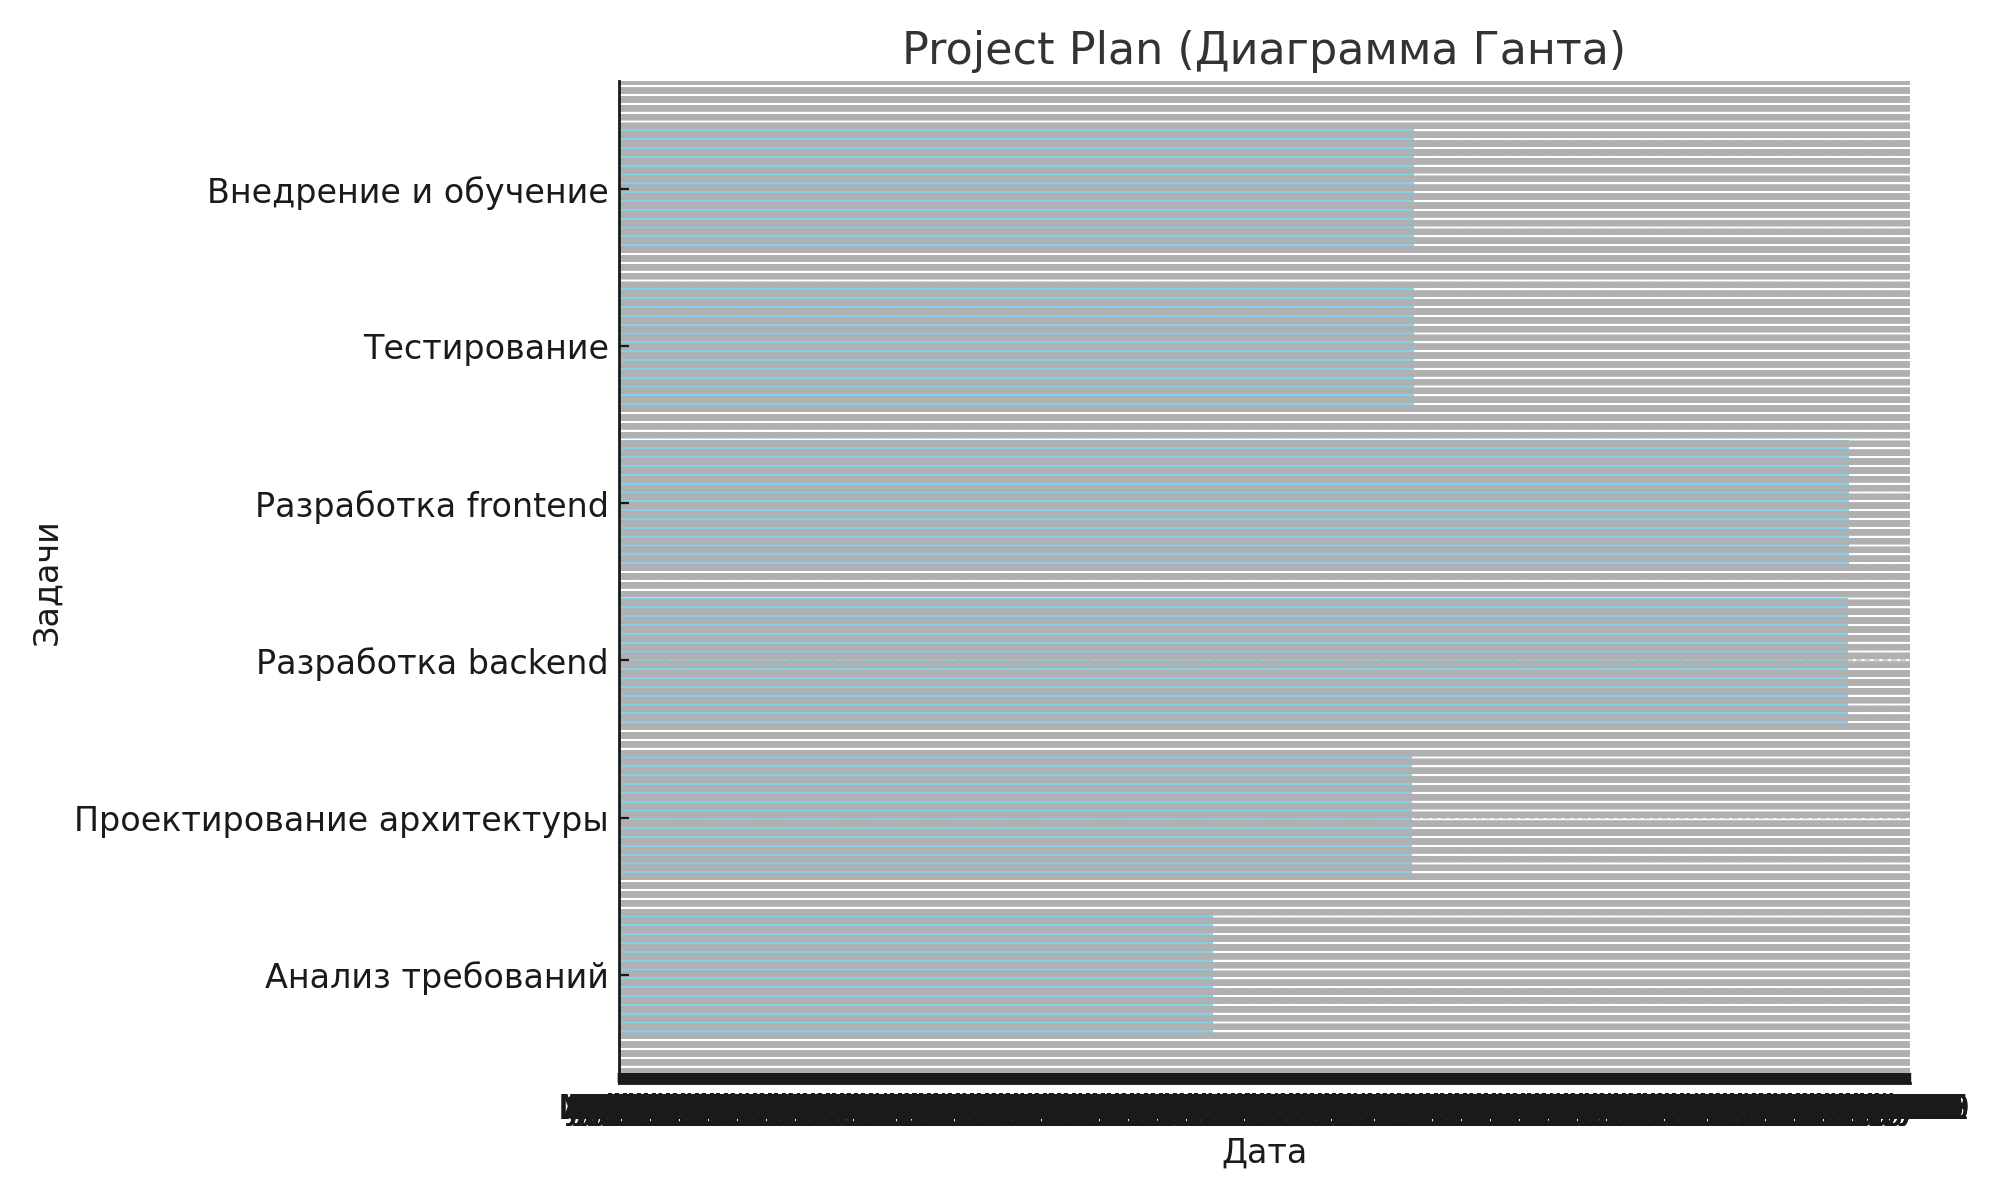 Project Plan (Диаграмма Ганта)
Внедрение и обучение
Тестирование
Разработка frontend
Разработка backend
Проектирование архитектуры
Анализ требований
Задачи
Дата